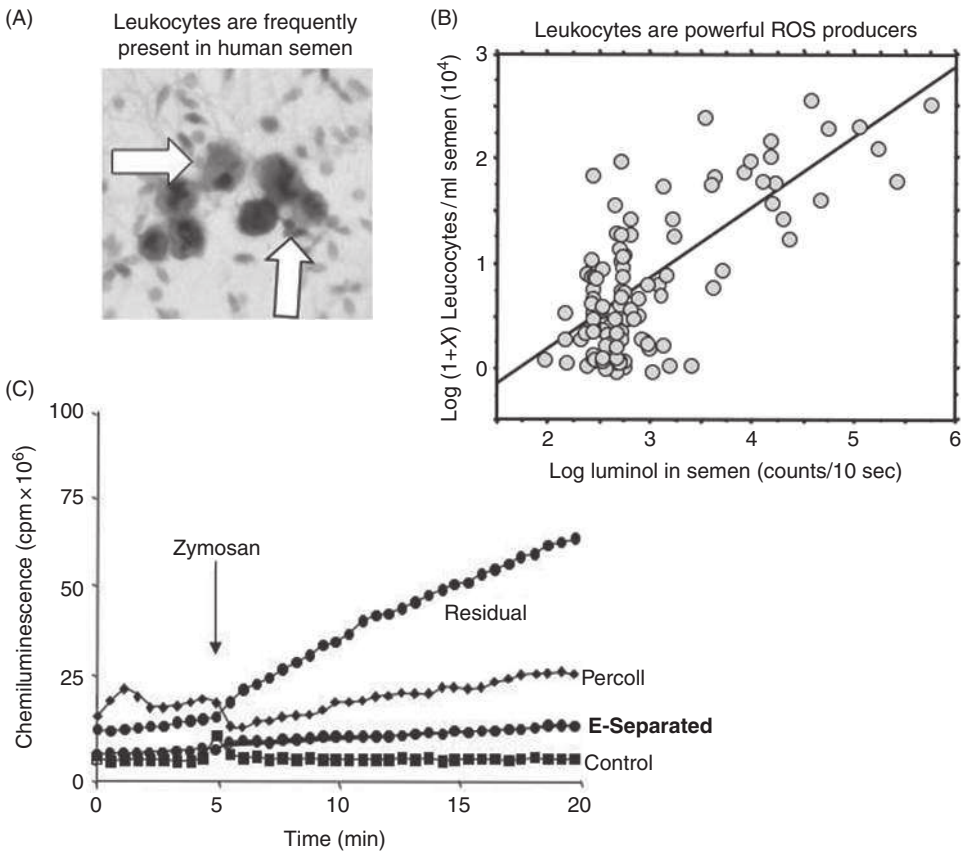 (A)
Leukocytes are frequently
present in human semen
(B)
Leukocytes are powerful ROS producers
Log (1+X) Leucocytes/ml semen (10⁴)
3
2
1
0
2
3
4
5
6
Log luminol in semen (counts/10 sec)
(C)
Chemiluminescence (cpm×10⁶)
100
75
50
25
0
Zymosan
Residual
Percoll
E-Separated
Control
0
5
10
15
20
Time (min)